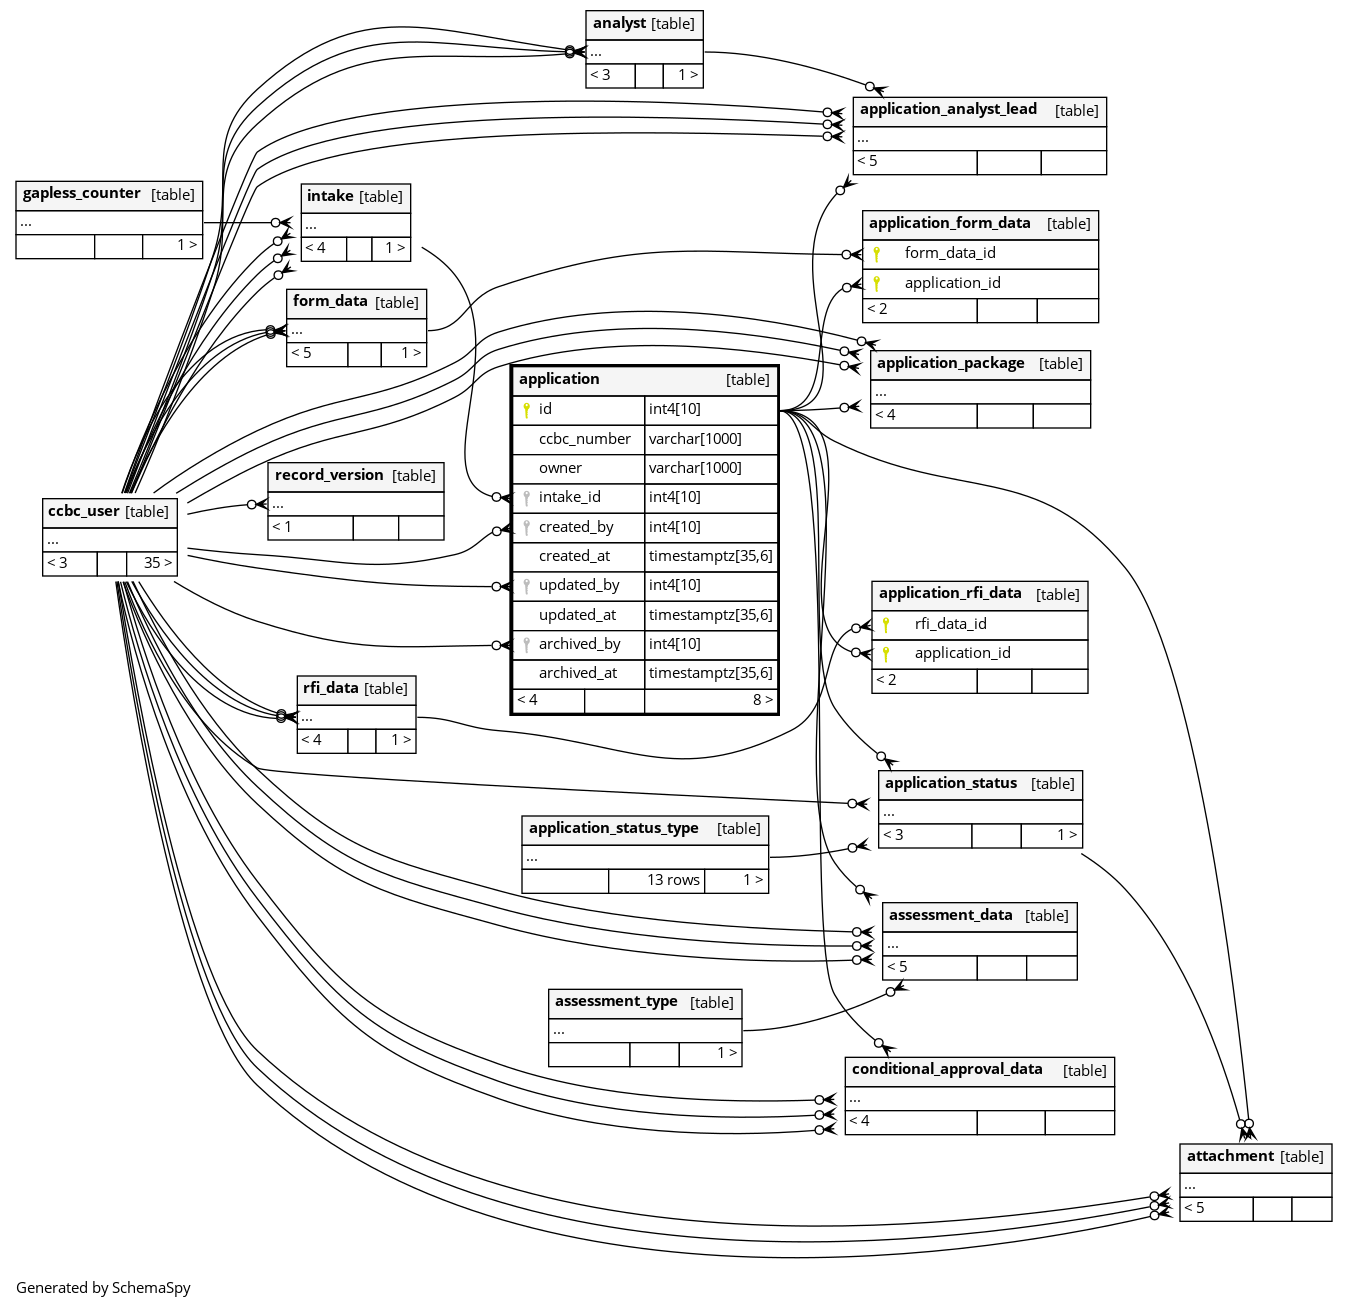 analyst [table]
...
< 3 1 >
application_analyst_lead [table]
...
< 5
gapless_counter [table]
...
1 >
intake [table]
...
< 4 1 >
application_form_data [table]
form_data_id
application_id
< 2
form_data [table]
...
< 5 1 >
application_package [table]
...
< 4
application [table]
id int4[10]
ccbc_number varchar[1000]
owner varchar[1000]
intake_id int4[10]
created_by int4[10]
created_at timestamptz[35,6]
updated_by int4[10]
updated_at timestamptz[35,6]
archived_by int4[10]
archived_at timestamptz[35,6]
< 4 8 >
record_version [table]
...
< 1
ccbc_user [table]
...
< 3 35 >
application_rfi_data [table]
rfi_data_id
application_id
< 2
rfi_data [table]
...
< 4 1 >
application_status [table]
...
< 3 1 >
application_status_type [table]
...
13 rows 1 >
assessment_data [table]
...
< 5
assessment_type [table]
...
1 >
conditional_approval_data [table]
...
< 4
attachment [table]
...
< 5
Generated by SchemaSpy